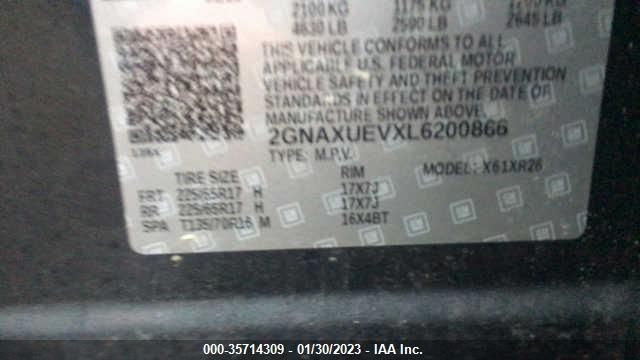 2100 KG 1175 KG
4630 LB 2590 LB 2645 LB
THIS VEHICLE CONFORMS TO ALL
APPLICABLE U.S. FEDERAL MOTOR
VEHICLE SAFETY AND THEFT PREVENTION
STANDARDS IN EFFECT ON THE DATE OF
MANUFACTURE SHOWN ABOVE.
2GNAXUEVXL6200866
TYPE: M.P.V. MODEL: X61XR26
TIRE SIZE RIM
FRT 225/65R17 H 17X7J
RR 225/65R17 H 17X7J
SPA T135/70R16 M 16X4BT
GM
000-35714309 - 01/30/2023 - IAA Inc.